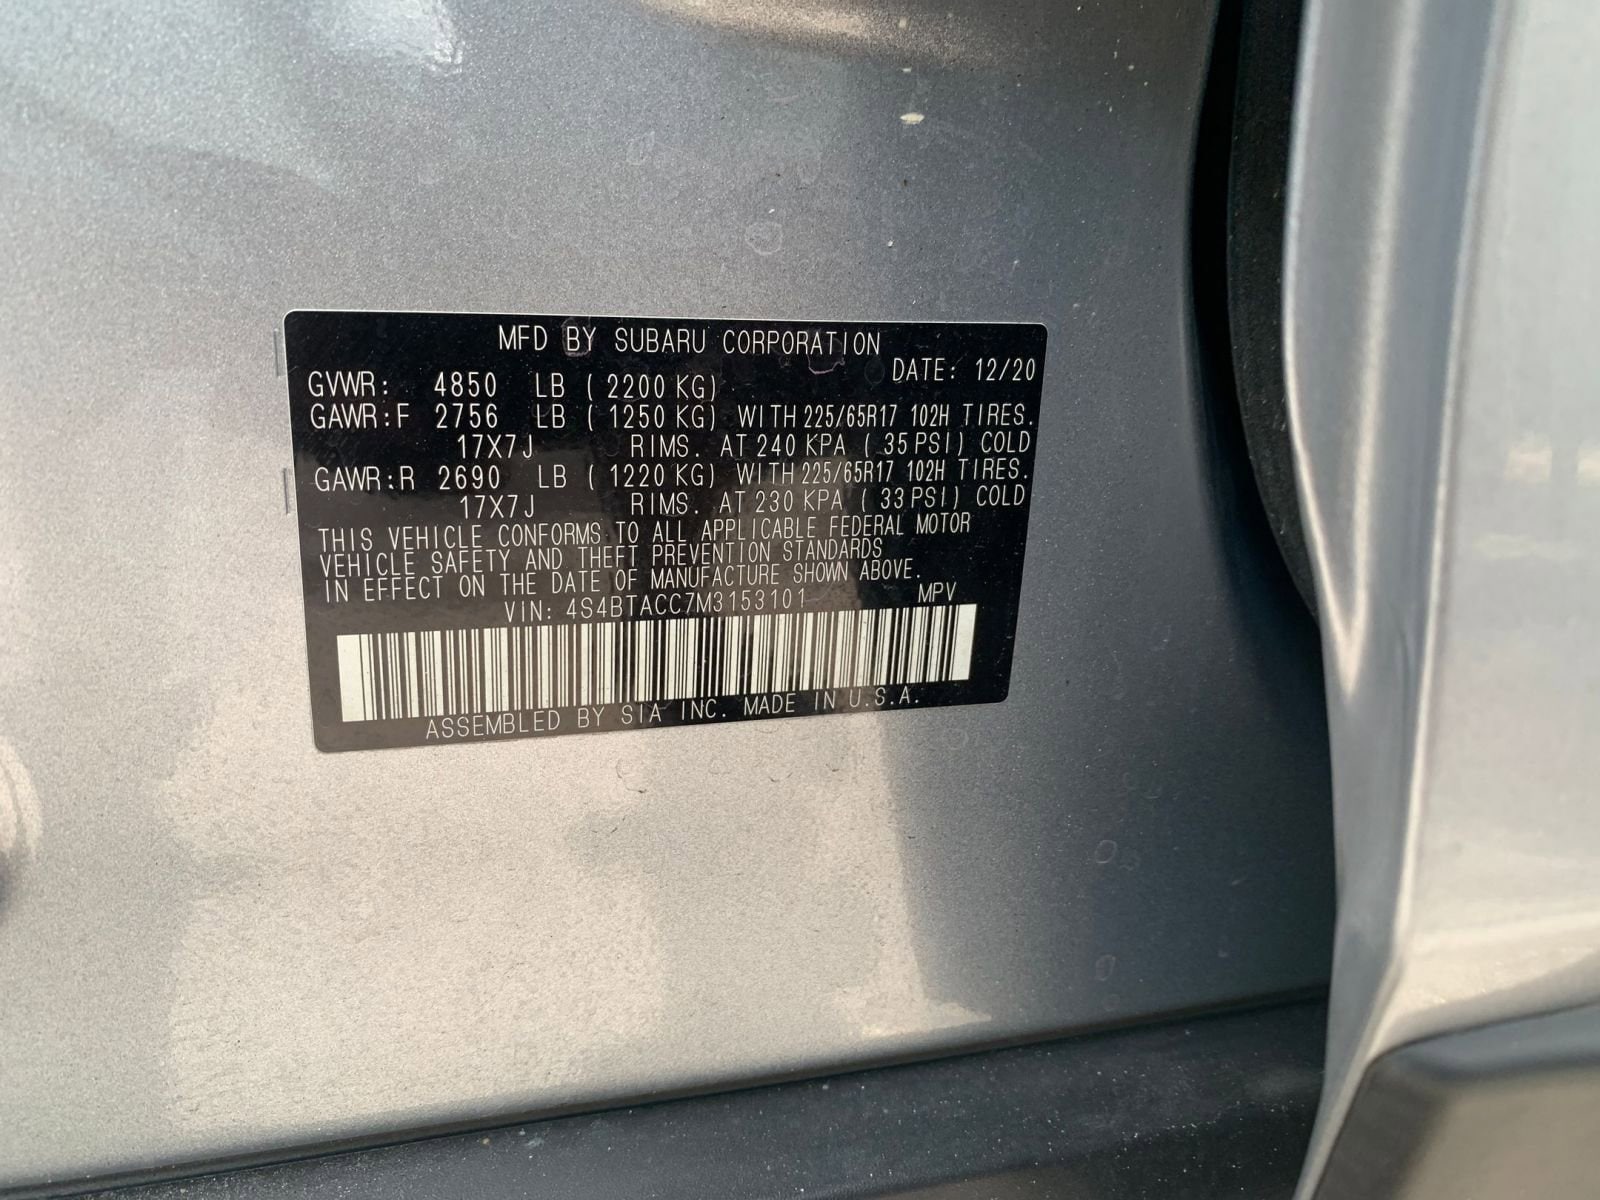 MFD BY SUBARU CORPORATION
DATE: 12/20
GVWR: 4850 LB ( 2200 KG)
GAWR:F 2756 LB ( 1250 KG) WITH 225/65R17 102H TIRES.
17X7J RIMS. AT 240 KPA ( 35 PSI) COLD
GAWR:R 2690 LB ( 1220 KG) WITH 225/65R17 102H TIRES.
17X7J RIMS. AT 230 KPA ( 33 PSI) COLD
THIS VEHICLE CONFORMS TO ALL APPLICABLE FEDERAL MOTOR
VEHICLE SAFETY AND THEFT PREVENTION STANDARDS
IN EFFECT ON THE DATE OF MANUFACTURE SHOWN ABOVE.
VIN: 4S4BTACC7M3153101 MPV
ASSEMBLED BY SIA INC. MADE IN U.S.A.